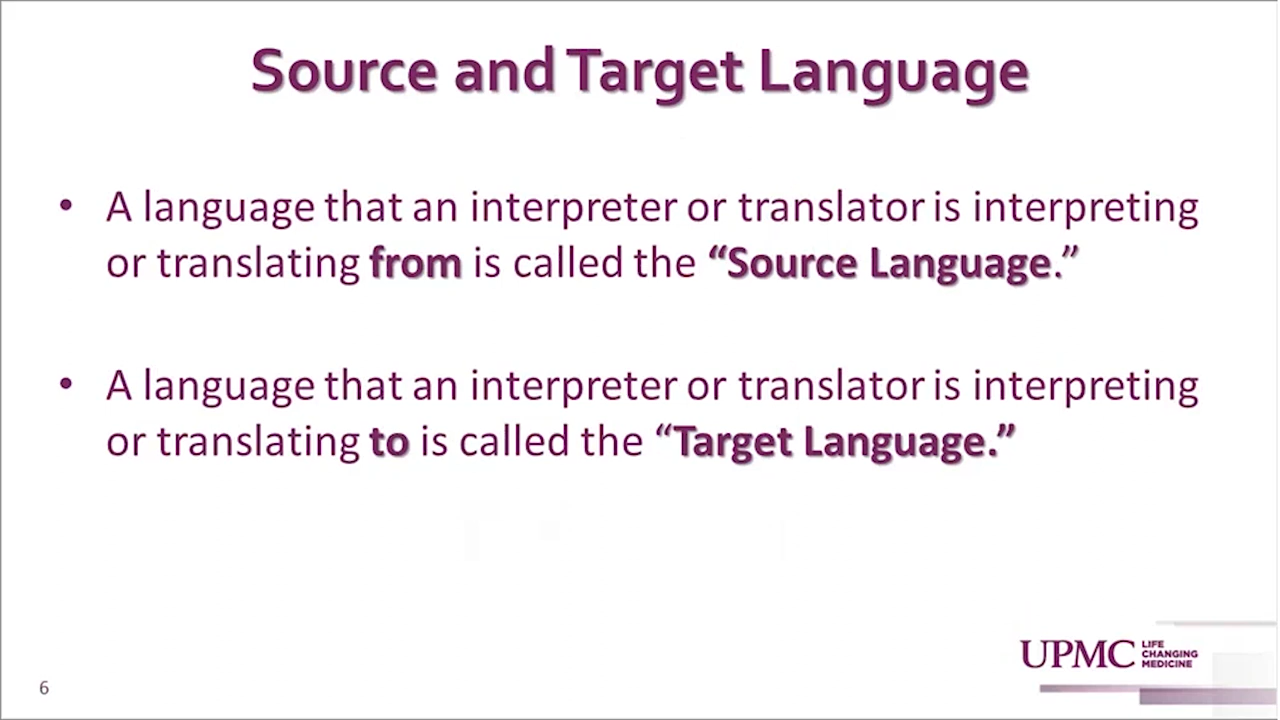 Source and Target Language
• A language that an interpreter or translator is interpreting
or translating from is called the “Source Language.”
• A language that an interpreter or translator is interpreting
or translating to is called the “Target Language.”
UPMC LIFE
CHANGING
MEDICINE
6